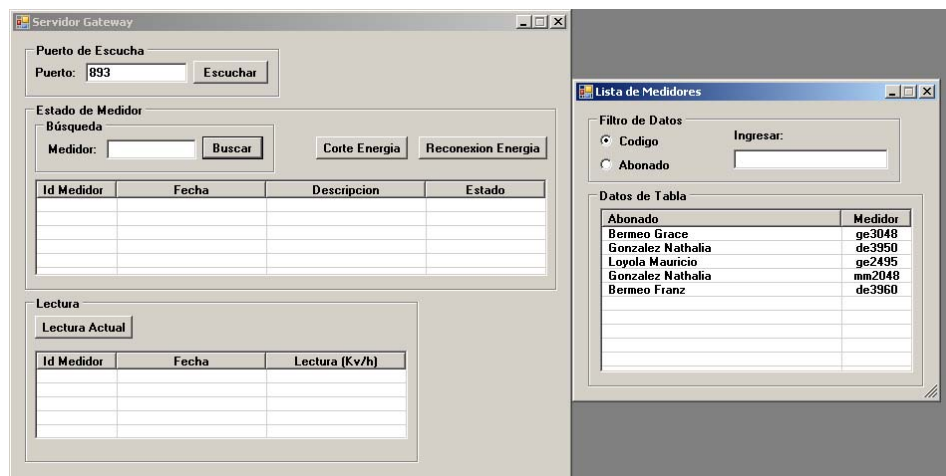 Servidor Gateway
Puerto de Escucha
Puerto: 893 Escuchar
Estado de Medidor
Búsqueda
Medidor: Buscar
Corte Energia Reconexion Energia
Id Medidor Fecha Descripcion Estado
Lectura
Lectura Actual
Id Medidor Fecha Lectura (Kv/h)
Lista de Medidores
Filtro de Datos
Codigo Ingresar:
Abonado
Datos de Tabla
Abonado Medidor
Bermeo Grace ge3048
Gonzalez Nathalia de3950
Loyola Mauricio ge2495
Gonzalez Nathalia mm2048
Bermeo Franz de3960